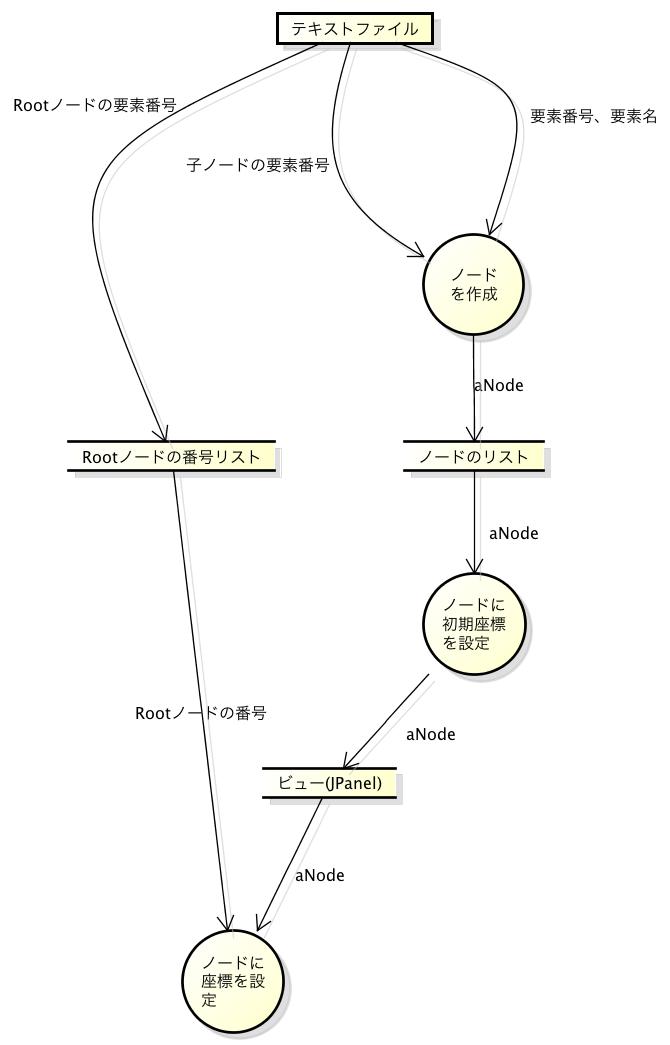 テキストファイル
Rootノードの要素番号
要素番号、要素名
子ノードの要素番号
ノード
を作成
aNode
Rootノードの番号リスト
ノードのリスト
aNode
ノードに
初期座標
を設定
Rootノードの番号
aNode
ビュー(JPanel)
aNode
ノードに
座標を設
定